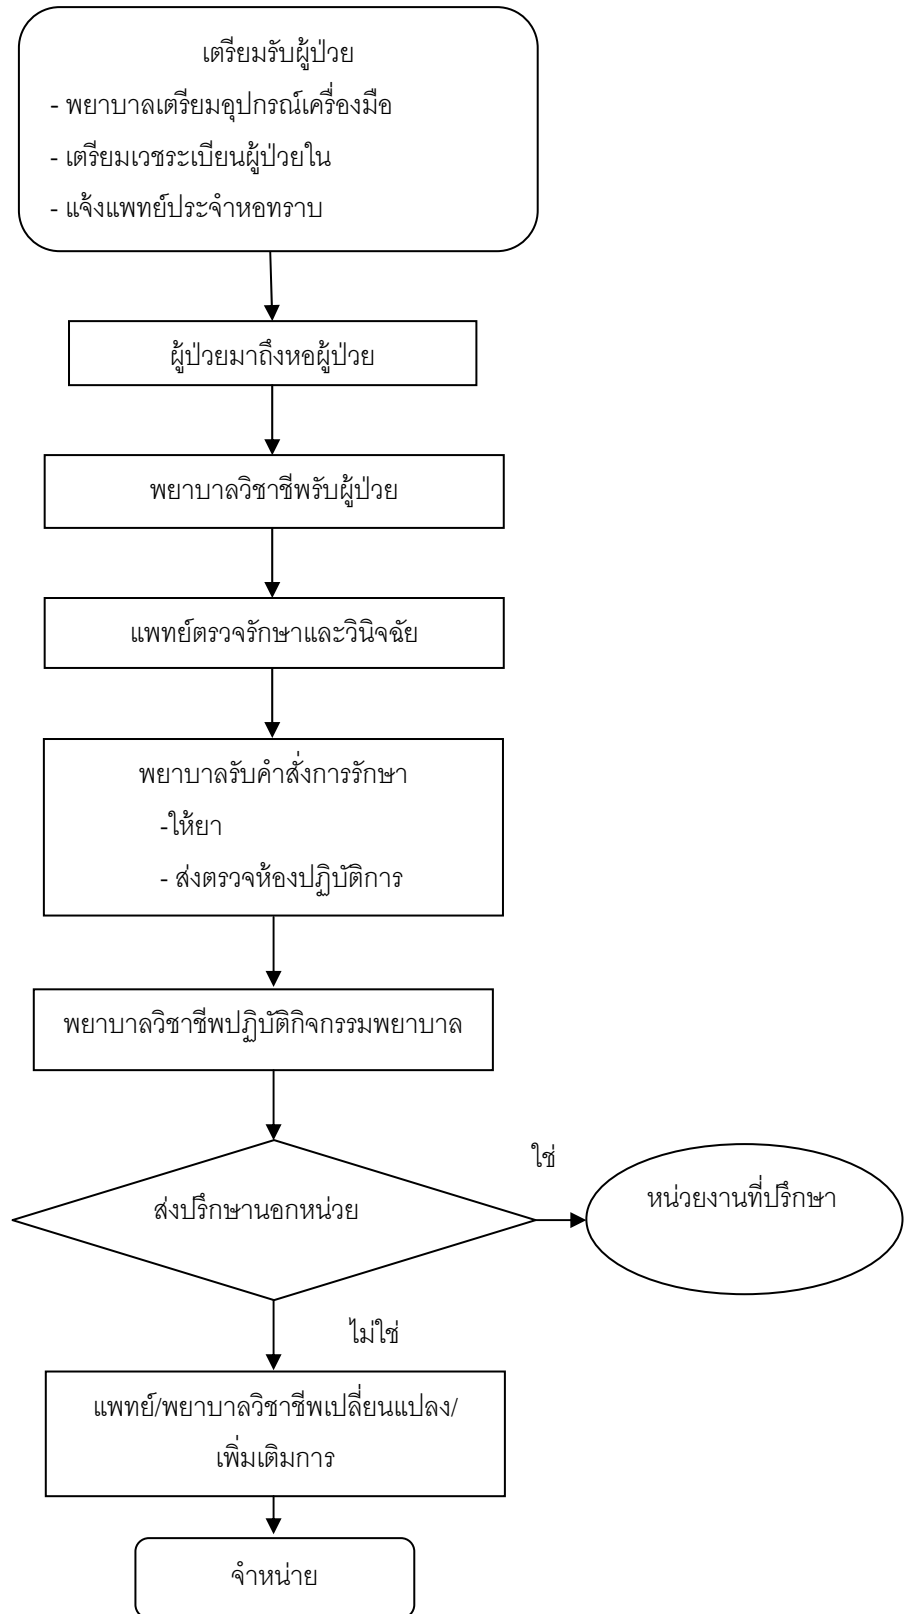 เตรียมรับผู้ป่วย
- พยาบาลเตรียมอุปกรณ์เครื่องมือ
- เตรียมเวชระเบียนผู้ป่วยใน
- แจ้งแพทย์ประจำหอทราบ
ผู้ป่วยมาถึงหอผู้ป่วย
พยาบาลวิชาชีพรับผู้ป่วย
แพทย์ตรวจรักษาและวินิจฉัย
พยาบาลรับคำสั่งการรักษา
-ให้ยา
- ส่งตรวจห้องปฏิบัติการ
พยาบาลวิชาชีพปฏิบัติกิจกรรมพยาบาล
ส่งปรึกษานอกหน่วย
ใช่
หน่วยงานที่ปรึกษา
ไม่ใช่
แพทย์/พยาบาลวิชาชีพเปลี่ยนแปลง/
เพิ่มเติมการ
จำหน่าย